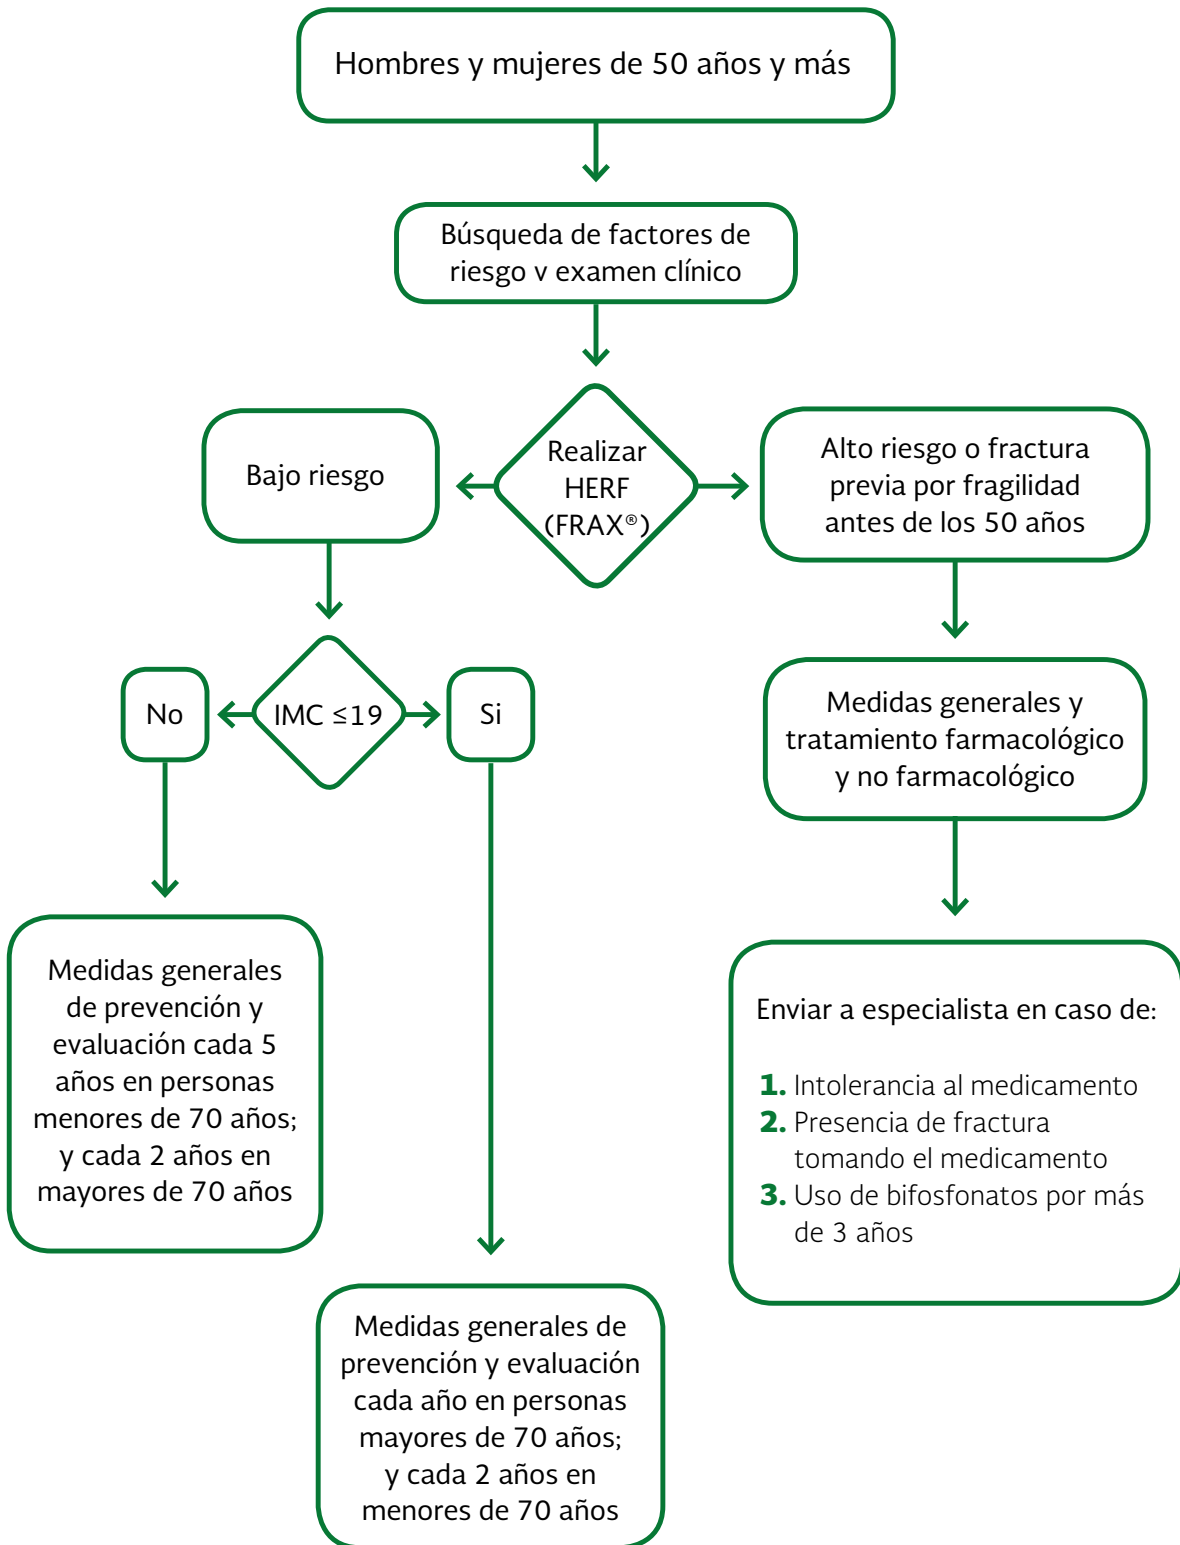 Hombres y mujeres de 50 años y más
Búsqueda de factores de
riesgo v examen clínico
Realizar
HERF
(FRAX®)
Bajo riesgo
Alto riesgo o fractura
previa por fragilidad
antes de los 50 años
No
IMC ≤19
Si
Medidas generales y
tratamiento farmacológico
y no farmacológico
Medidas generales
de prevención y
evaluación cada 5
años en personas
menores de 70 años;
y cada 2 años en
mayores de 70 años
Enviar a especialista en caso de:
1. Intolerancia al medicamento
2. Presencia de fractura
tomando el medicamento
3. Uso de bifosfonatos por más
de 3 años
Medidas generales de
prevención y evaluación
cada año en personas
mayores de 70 años;
y cada 2 años en
menores de 70 años